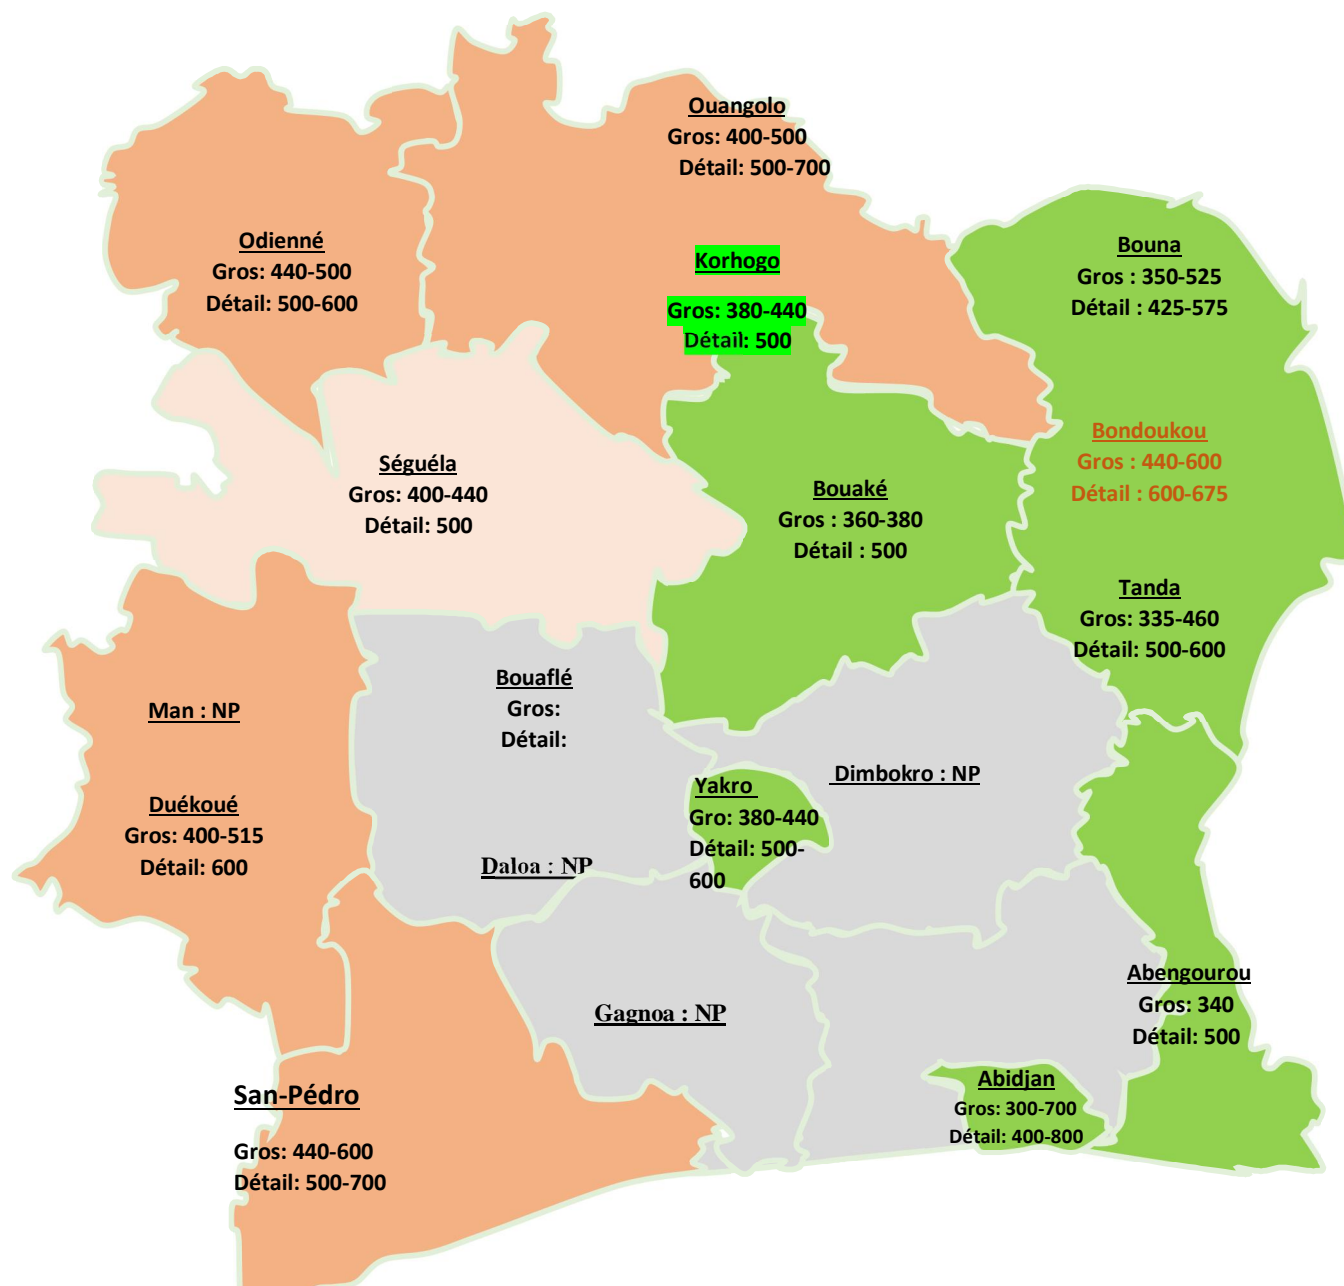 Ouangolo
Gros: 400-500
Détail: 500-700
Odienné
Gros: 440-500
Détail: 500-600
Korhogo
Gros: 380-440
Détail: 500
Bouna
Gros : 350-525
Détail : 425-575
Séguéla
Gros: 400-440
Détail: 500
Bouaké
Gros : 360-380
Détail : 500
Bondoukou
Gros : 440-600
Détail : 600-675
Tanda
Gros: 335-460
Détail: 500-600
Man : NP
Bouaflé
Gros:
Détail:
Duékoué
Gros: 400-515
Détail: 600
Daloa : NP
Yakro
Gro: 380-440
Détail: 500-
600
Dimbokro : NP
Gagnoa : NP
Abengourou
Gros: 340
Détail: 500
San-Pédro
Gros: 440-600
Détail: 500-700
Abidjan
Gros: 300-700
Détail: 400-800